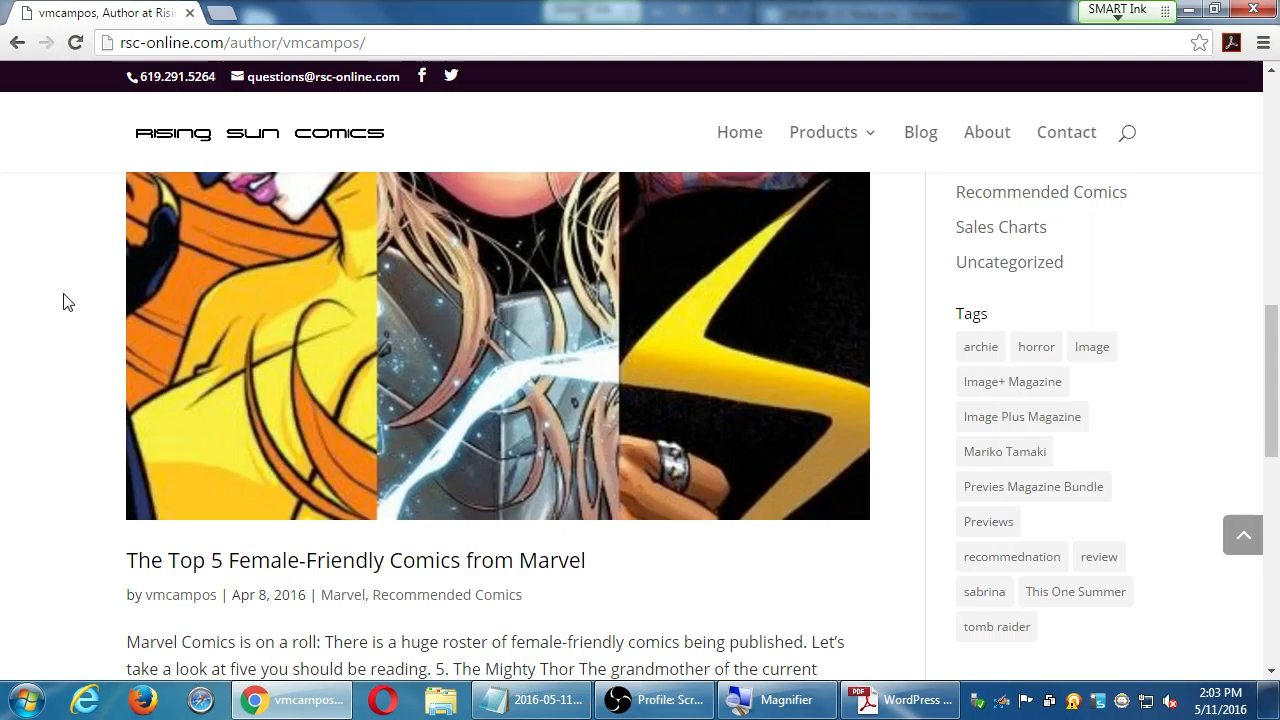 vmcampos, Author at Risi
SMART Ink
rsc-online.com/author/vmcampos/
619.291.5264
questions@rsc-online.com
RISING SUN COMICS
Home
Products
Blog
About
Contact
Recommended Comics
Sales Charts
Uncategorized
Tags
archie
horror
Image
Image+ Magazine
Image Plus Magazine
Mariko Tamaki
Previes Magazine Bundle
Previews
recommednation
review
sabrina
This One Summer
tomb raider
The Top 5 Female-Friendly Comics from Marvel
by vmcampos | Apr 8, 2016 | Marvel, Recommended Comics
Marvel Comics is on a roll: There is a huge roster of female-friendly comics being published. Let's
take a look at five you should be reading. 5. The Mighty Thor The grandmother of the current
vmcampos...
2016-05-11...
Profile: Scr...
Magnifier
PDF
WordPress ...
2:03 PM
5/11/2016